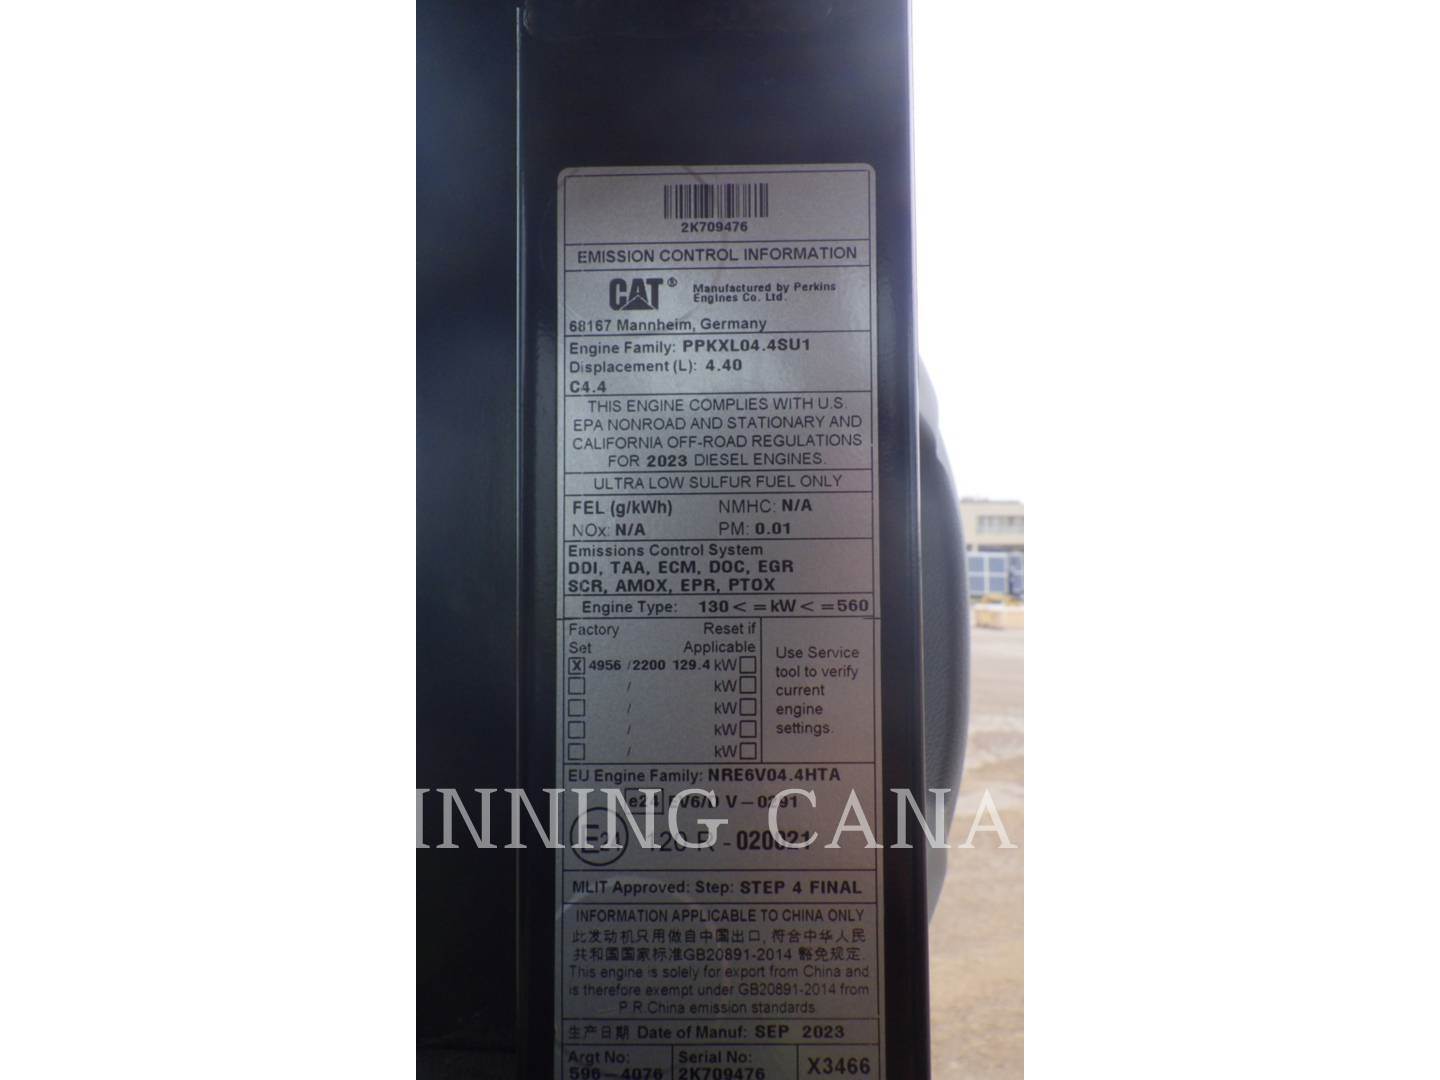 2K709476
EMISSION CONTROL INFORMATION
CAT® Manufactured by Perkins
Engines Co. Ltd.
68167 Mannheim, Germany
Engine Family: PPKXL04.4SU1
Displacement (L): 4.40
C4.4
THIS ENGINE COMPLIES WITH U.S.
EPA NONROAD AND STATIONARY AND
CALIFORNIA OFF-ROAD REGULATIONS
FOR 2023 DIESEL ENGINES.
ULTRA LOW SULFUR FUEL ONLY
FEL (g/kWh) NMHC: N/A
NOx: N/A PM: 0.01
Emissions Control System
DDI, TAA, ECM, DOC, EGR
SCR, AMOX, EPR, PTOX
Engine Type: 130 < = kW < = 560
Factory Reset if
Set Applicable
X 4956 /2200 129.4 kW
/ kW
/ kW
/ kW
/ kW
Use Service
tool to verify
current
engine
settings.
EU Engine Family: NRE6V04.4HTA
e24 EV6/D V-0291
INNING CANA
E24 120 R - 020021
MLIT Approved: Step: STEP 4 FINAL
INFORMATION APPLICABLE TO CHINA ONLY
此发动机只用做自中国出口, 符合中华人民
共和国国家标准GB20891-2014 豁免规定.
This engine is solely for export from China and
is therefore exempt under GB20891-2014 from
P.R.China emission standards
生产日期 Date of Manuf: SEP 2023
Argt No: Serial No:
596-4076 2K709476 X3466